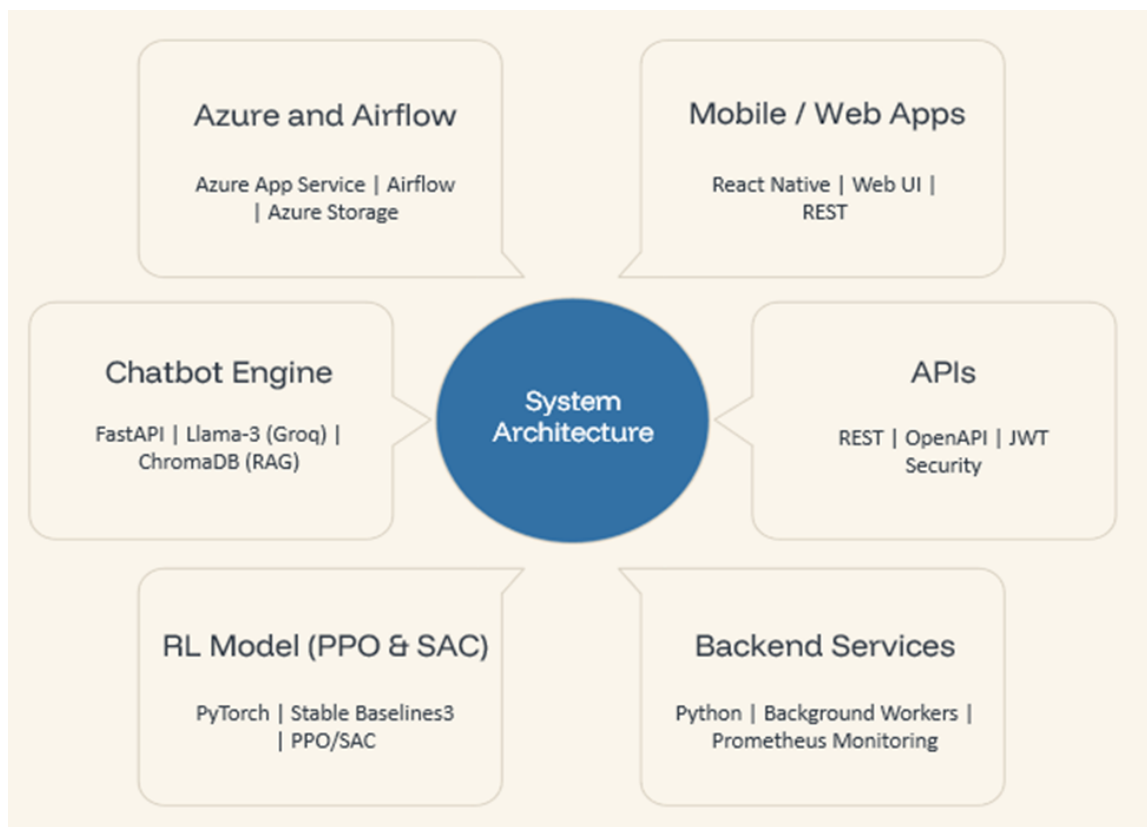 Azure and Airflow
Azure App Service | Airflow
| Azure Storage
Mobile / Web Apps
React Native | Web UI |
REST
Chatbot Engine
FastAPI | Llama-3 (Groq) |
ChromaDB (RAG)
System
Architecture
APIs
REST | OpenAPI | JWT
Security
RL Model (PPO & SAC)
PyTorch | Stable Baselines3
| PPO/SAC
Backend Services
Python | Background Workers |
Prometheus Monitoring